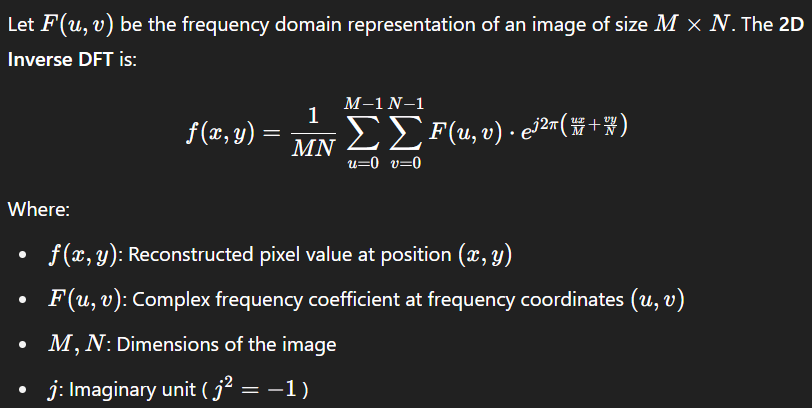 Let F(u, v) be the frequency domain representation of an image of size M × N. The 2D
Inverse DFT is:
f(x, y) = \frac{1}{MN} \sum_{u=0}^{M-1} \sum_{v=0}^{N-1} F(u, v) \cdot e^{j2\pi\left(\frac{ux}{M}+\frac{vy}{N}\right)}
Where:
• f(x, y): Reconstructed pixel value at position (x, y)
• F(u, v): Complex frequency coefficient at frequency coordinates (u, v)
• M, N: Dimensions of the image
• j: Imaginary unit ( j² = −1 )